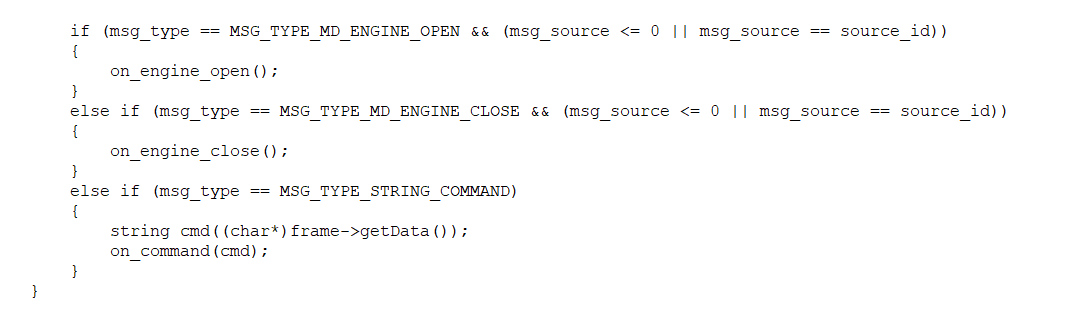 if (msg_type == MSG_TYPE_MD_ENGINE_OPEN && (msg_source <= 0 || msg_source == source_id))
{
on_engine_open();
}
else if (msg_type == MSG_TYPE_MD_ENGINE_CLOSE && (msg_source <= 0 || msg_source == source_id))
{
on_engine_close();
}
else if (msg_type == MSG_TYPE_STRING_COMMAND)
{
string cmd((char*)frame->getData());
on_command(cmd);
}
}